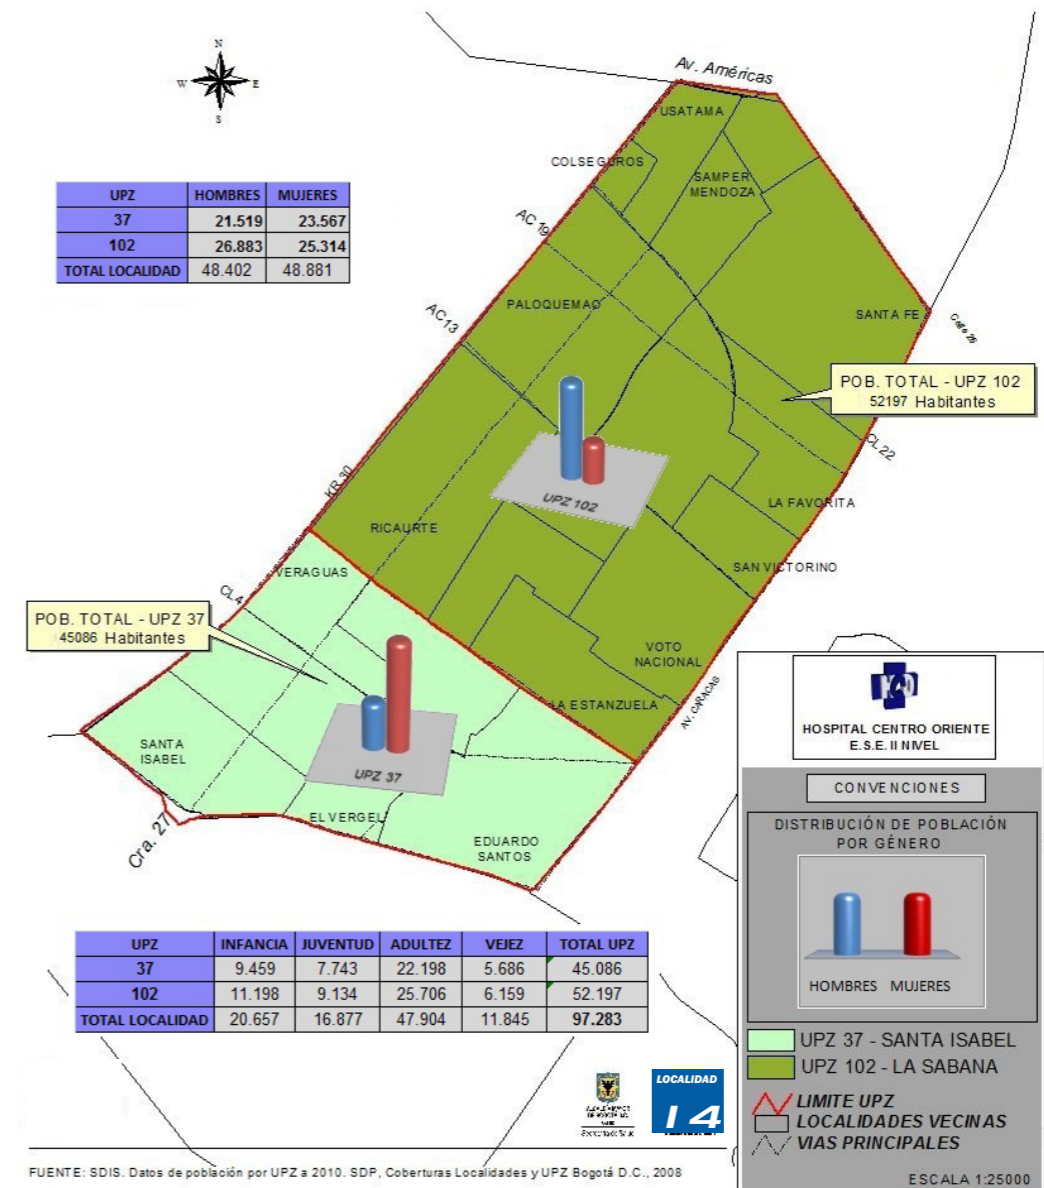 N
W E
S
Av. Américas
USATAMA
COLSEGUROS
SAMPER
MENDOZA
UPZ HOMBRES MUJERES
37 21.519 23.567
102 26.883 25.314
TOTAL LOCALIDAD 48.402 48.881
AC 19
PALOQUEMAO
AC 13
SANTA FE
Calle 26
POB. TOTAL - UPZ 102
52197 Habitantes
CL 22
KR 30
UPZ 102
LA FAVORITA
RICAURTE
SAN VICTORINO
VERAGUAS
CL 4
POB. TOTAL - UPZ 37
45086 Habitantes
VOTO
NACIONAL
LA ESTANZUELA
AV. CARACAS
SANTA
ISABEL
UPZ 37
EL VERGEL
Cra. 27
EDUARDO
SANTOS
HOSPITAL CENTRO ORIENTE
E.S.E. II NIVEL
CONVENCIONES
DISTRIBUCIÓN DE POBLACIÓN
POR GÉNERO
HOMBRES MUJERES
UPZ 37 - SANTA ISABEL
UPZ 102 - LA SABANA
LIMITE UPZ
LOCALIDADES VECINAS
VIAS PRINCIPALES
ESCALA 1:25000
UPZ INFANCIA JUVENTUD ADULTEZ VEJEZ TOTAL UPZ
37 9.459 7.743 22.198 5.686 45.086
102 11.198 9.134 25.706 6.159 52.197
TOTAL LOCALIDAD 20.657 16.877 47.904 11.845 97.283
LOCALIDAD
14
FUENTE: SDIS. Datos de población por UPZ a 2010. SDP, Coberturas Localidades y UPZ Bogotá D.C., 2008